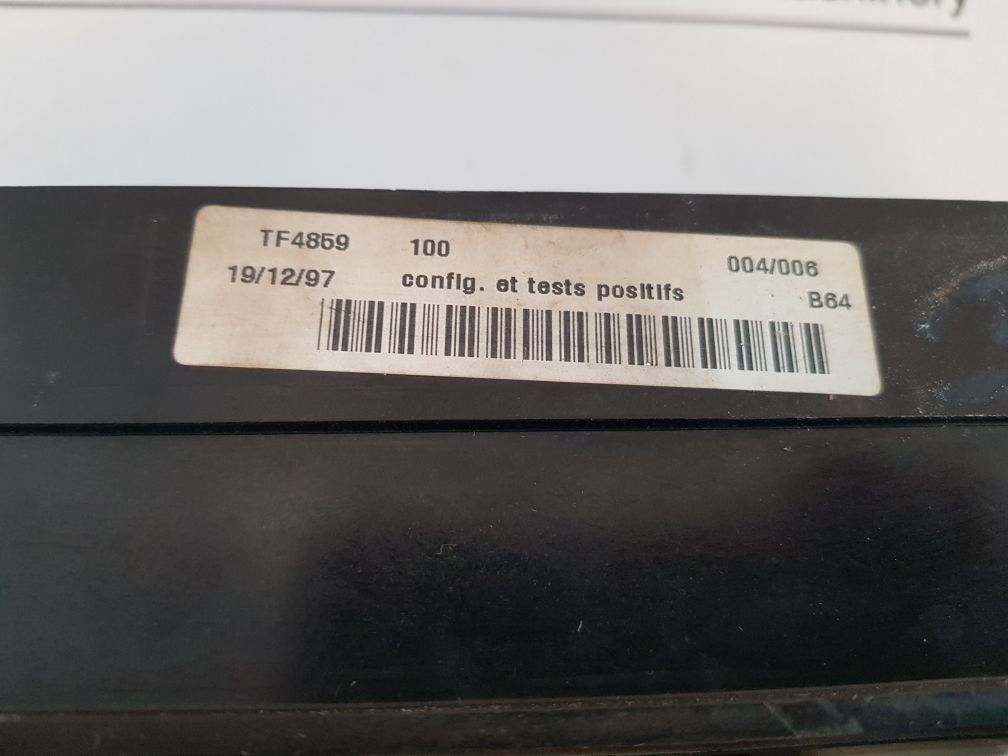 TF4859 100 004/006
19/12/97 config. et tests positifs B64